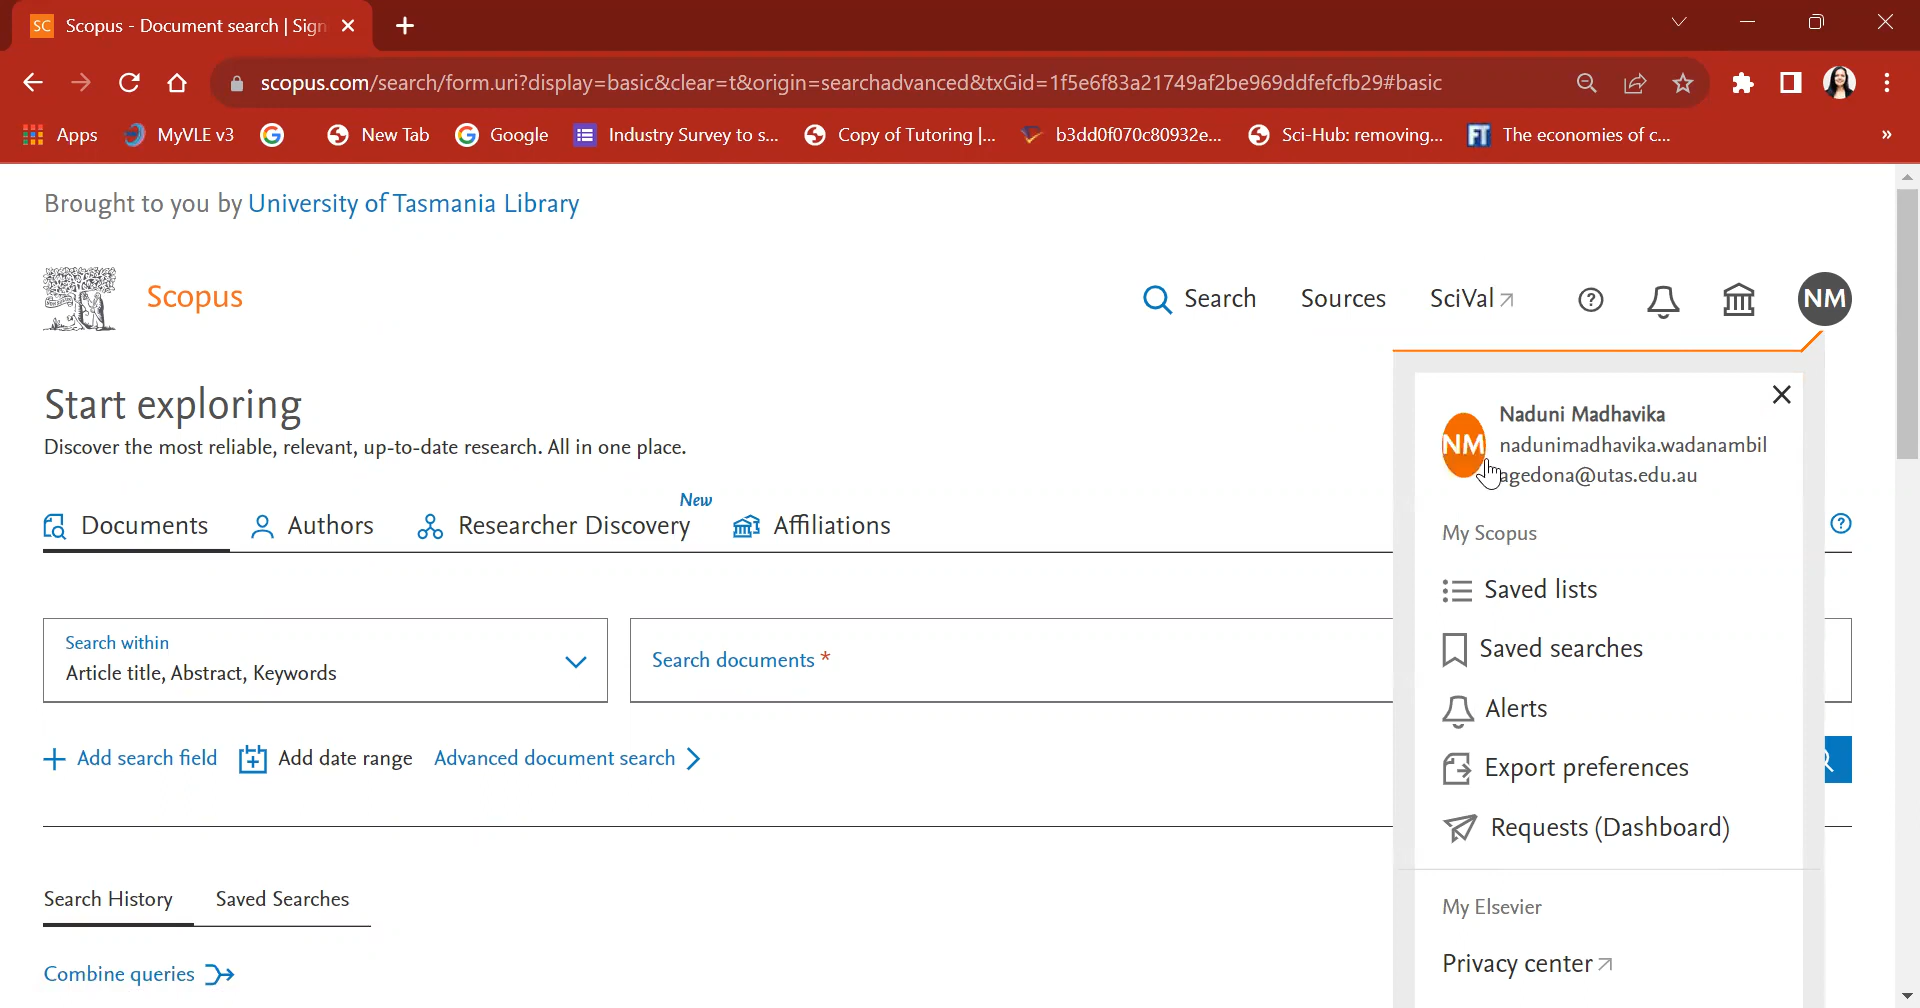 SC Scopus - Document search | Sign
scopus.com/search/form.uri?display=basic&clear=t&origin=searchadvanced&txGid=1f5e6f83a21749af2be969ddfefcfb29#basic
Apps MyVLE v3 New Tab Google Industry Survey to s... Copy of Tutoring |... b3dd0f070c80932e... Sci-Hub: removing... FT The economies of c... »
Brought to you by University of Tasmania Library
Scopus Search Sources SciVal NM
Start exploring
Discover the most reliable, relevant, up-to-date research. All in one place.
New
Documents Authors Researcher Discovery Affiliations
Search within
Article title, Abstract, Keywords
Search documents *
Add search field Add date range Advanced document search
Search History Saved Searches
Combine queries
NM
Naduni Madhavika
nadunimadhavika.wadanambil
agedona@utas.edu.au
My Scopus
Saved lists
Saved searches
Alerts
Export preferences
Requests (Dashboard)
My Elsevier
Privacy center